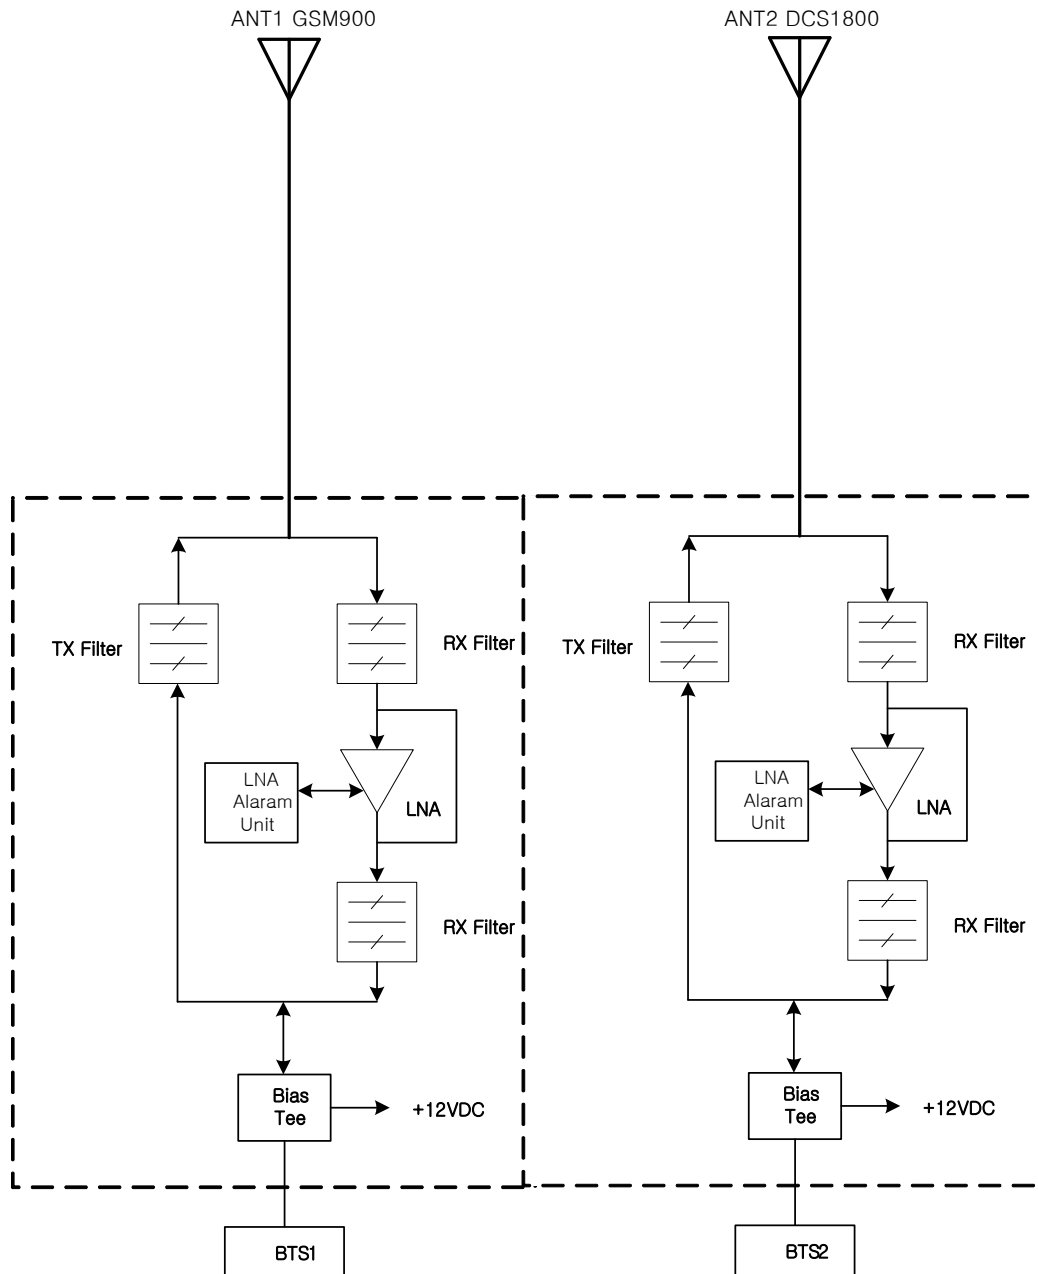 ANT1 GSM900
ANT2 DCS1800
TX Filter
RX Filter
TX Filter
RX Filter
LNA
Alaram
Unit
LNA
LNA
Alaram
Unit
LNA
RX Filter
RX Filter
Bias
Tee
+12VDC
Bias
Tee
+12VDC
BTS1
BTS2